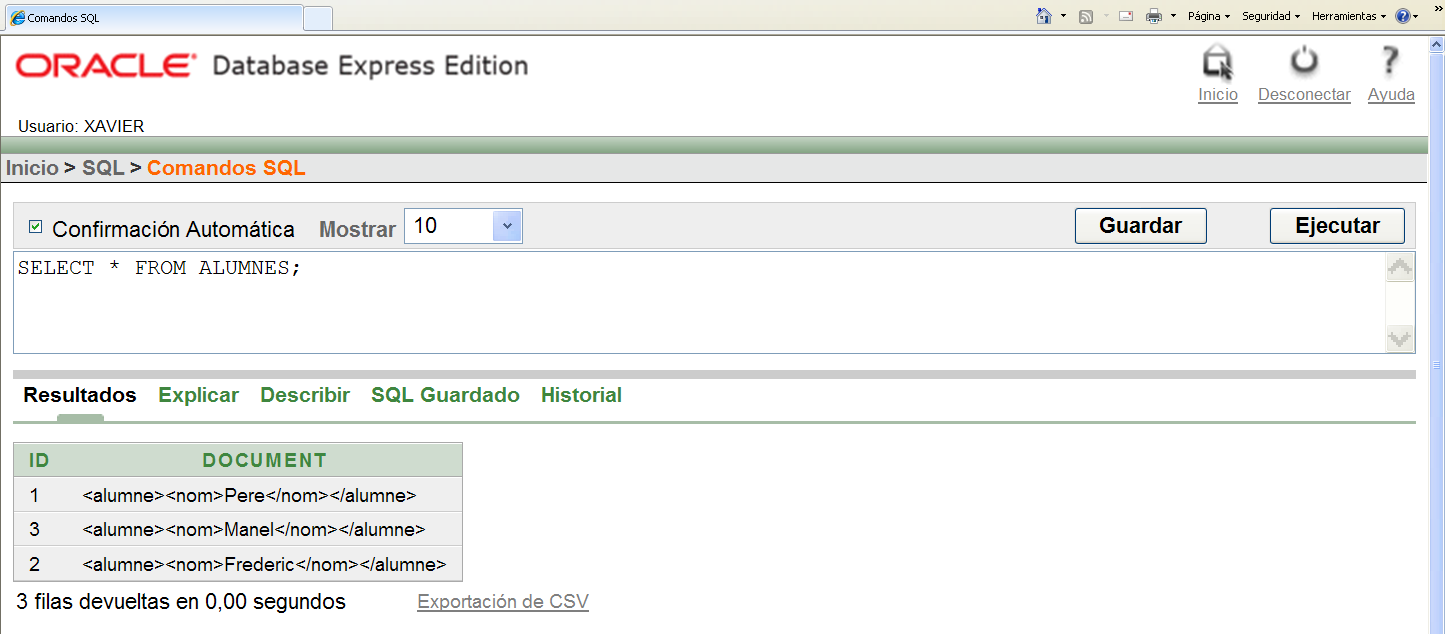 Comandos SQL
Página Seguridad Herramientas ? »
ORACLE Database Express Edition
?
Inicio Desconectar Ayuda
Usuario: XAVIER
Inicio > SQL > Comandos SQL
Confirmación Automática Mostrar 10 Guardar Ejecutar
SELECT * FROM ALUMNES;
Resultados Explicar Describir SQL Guardado Historial
ID DOCUMENT
1 <alumne><nom>Pere</nom></alumne>
3 <alumne><nom>Manel</nom></alumne>
2 <alumne><nom>Frederic</nom></alumne>
3 filas devueltas en 0,00 segundos Exportación de CSV